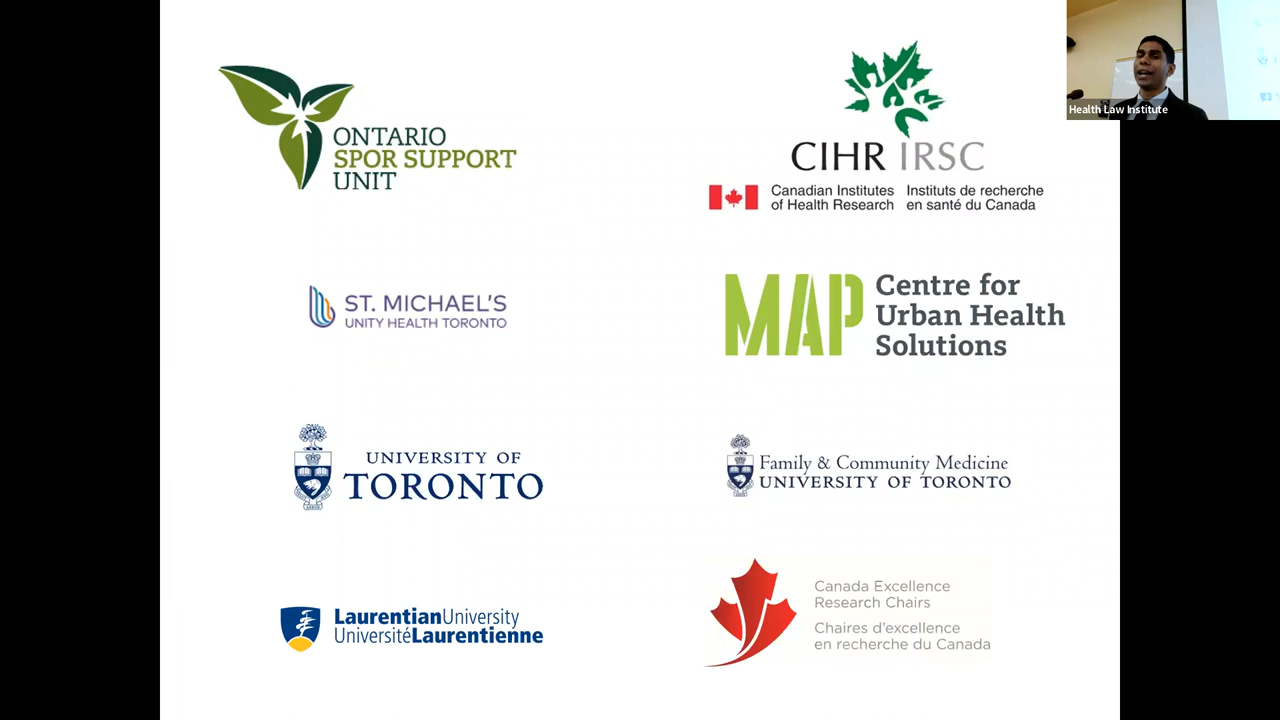 ONTARIO
SPOR SUPPORT
UNIT
CIHR IRSC
Canadian Institutes
of Health Research
Instituts de recherche
en santé du Canada
Health Law Institute
ST. MICHAEL'S
UNITY HEALTH TORONTO
MAP
Centre for
Urban Health
Solutions
UNIVERSITY OF
TORONTO
Family & Community Medicine
UNIVERSITY OF TORONTO
LaurentianUniversity
UniversitéLaurentienne
Canada Excellence
Research Chairs
Chaires d'excellence
en recherche du Canada